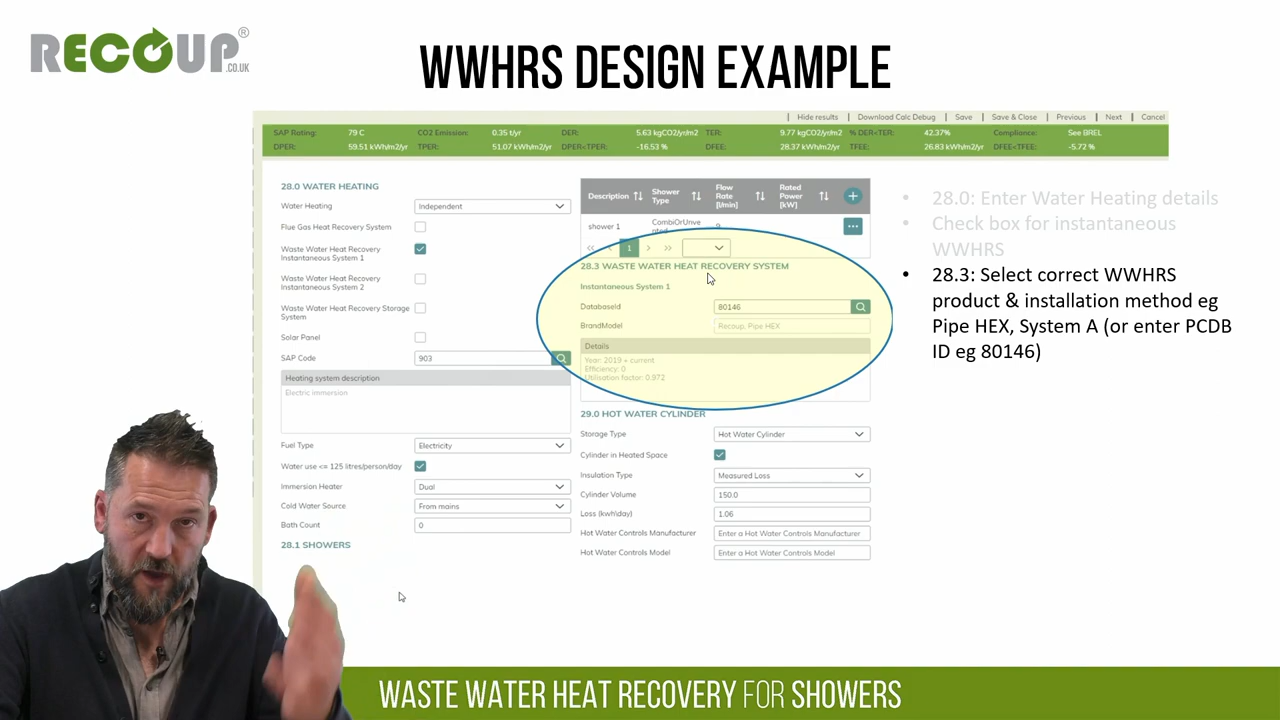 RECOUP®
.CO.UK
WWHRS DESIGN EXAMPLE
| Hide results | Download Calc Debug | Save | Save & Close | Previous | Next | Cancel
SAP Rating: 79 C CO2 Emission: 0.35 t/yr DER: 5.63 kgCO2/yr/m2 TER: 9.77 kgCO2/yr/m2 % DER<TER: 42.37% Compliance: See BREL
DPER: 59.51 kWh/m2/yr TPER: 51.07 kWh/m2/yr DPER<TPER: -16.53 % DFEE: 28.37 kWh/m2/yr TFEE: 26.83 kWh/m2/yr DFEE<TFEE: -5.72 %
28.0 WATER HEATING
Water Heating Independent
Flue Gas Heat Recovery System
Waste Water Heat Recovery
Instantaneous System 1
Waste Water Heat Recovery
Instantaneous System 2
Waste Water Heat Recovery Storage
System
Solar Panel
SAP Code 903
Heating system description
Electric immersion
Fuel Type Electricity
Water use <= 125 litres/person/day
Immersion Heater Dual
Cold Water Source From mains
Bath Count 0
28.1 SHOWERS
Description Shower Type Flow Rate [l/min] Rated Power [kW]
shower 1 CombiOrUnve
nted 9
<< < 1 > >>
28.3 WASTE WATER HEAT RECOVERY SYSTEM
Instantaneous System 1
DatabaseId 80146
BrandModel Recoup, Pipe HEX
Details
Year: 2019 + current
Efficiency: 0
Utilisation factor: 0.972
29.0 HOT WATER CYLINDER
Storage Type Hot Water Cylinder
Cylinder in Heated Space
Insulation Type Measured Loss
Cylinder Volume 150.0
Loss (kwh\day) 1.06
Hot Water Controls Manufacturer Enter a Hot Water Controls Manufacturer
Hot Water Controls Model Enter a Hot Water Controls Model
• 28.0: Enter Water Heating details
• Check box for instantaneous
WWHRS
• 28.3: Select correct WWHRS
product & installation method eg
Pipe HEX, System A (or enter PCDB
ID eg 80146)
WASTE WATER HEAT RECOVERY FOR SHOWERS